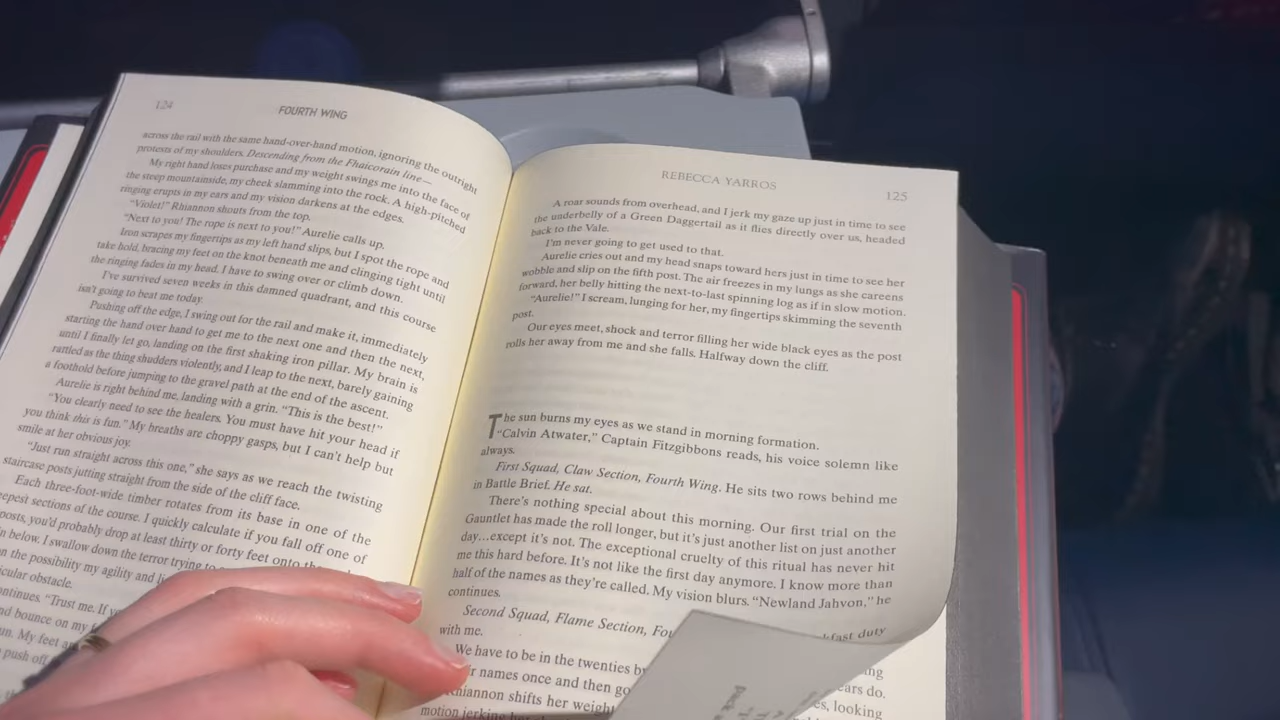 124
FOURTH WING
across the rail with the same hand-over-hand motion, ignoring the outright
protests of my shoulders. Descending from the Fhaicorain line—
My right hand loses purchase and my weight swings me into the face of
the steep mountainside, my cheek slamming into the rock. A high-pitched
ringing erupts in my ears and my vision darkens at the edges.
"Violet!" Rhiannon shouts from the top.
"Next to you! The rope is next to you!" Aurelie calls up.
Iron scrapes my fingertips as my left hand slips, but I spot the rope and
take hold, bracing my feet on the knot beneath me and clinging tight until
the ringing fades in my head. I have to swing over or climb down.
I've survived seven weeks in this damned quadrant, and this course
isn't going to beat me today.
Pushing off the edge, I swing out for the rail and make it, immediately
starting the hand over hand to get me to the next one and then the next,
until I finally let go, landing on the first shaking iron pillar. My brain is
rattled as the thing shudders violently, and I leap to the next, barely gaining
a foothold before jumping to the gravel path at the end of the ascent.
Aurelie is right behind me, landing with a grin. "This is the best!"
"You clearly need to see the healers. You must have hit your head if
you think this is fun." My breaths are choppy gasps, but I can't help but
smile at her obvious joy.
"Just run straight across this one," she says as we reach the twisting
staircase posts jutting straight from the side of the cliff face.
Each three-foot-wide timber rotates from its base in one of the
eepest sections of the course. I quickly calculate if you fall off one of
posts, you'd probably drop at least thirty or forty feet onto the
n below. I swallow down the terror trying to
on the possibility my agility and li
icular obstacle.
ontinues. "Trust me. If y
nd bounce on my
un. My feet a
push off
REBECCA YARROS
125
A roar sounds from overhead, and I jerk my gaze up just in time to see
the underbelly of a Green Daggertail as it flies directly over us, headed
back to the Vale.
I'm never going to get used to that.
Aurelie cries out and my head snaps toward hers just in time to see her
wobble and slip on the fifth post. The air freezes in my lungs as she careens
forward, her belly hitting the next-to-last spinning log as if in slow motion.
"Aurelie!" I scream, lunging for her, my fingertips skimming the seventh
post.
Our eyes meet, shock and terror filling her wide black eyes as the post
rolls her away from me and she falls. Halfway down the cliff.
The sun burns my eyes as we stand in morning formation.
"Calvin Atwater," Captain Fitzgibbons reads, his voice solemn like
always.
First Squad, Claw Section, Fourth Wing. He sits two rows behind me
in Battle Brief. He sat.
There's nothing special about this morning. Our first trial on the
Gauntlet has made the roll longer, but it's just another list on just another
day…except it's not. The exceptional cruelty of this ritual has never hit
me this hard before. It's not like the first day anymore. I know more than
half of the names as they're called. My vision blurs. "Newland Jahvon," he
continues.
Second Squad, Flame Section, Fou
kfast duty
with me.
We have to be in the twenties by
r names once and then go
ears do.
Rhiannon shifts her weight
es, looking
motion jerking her